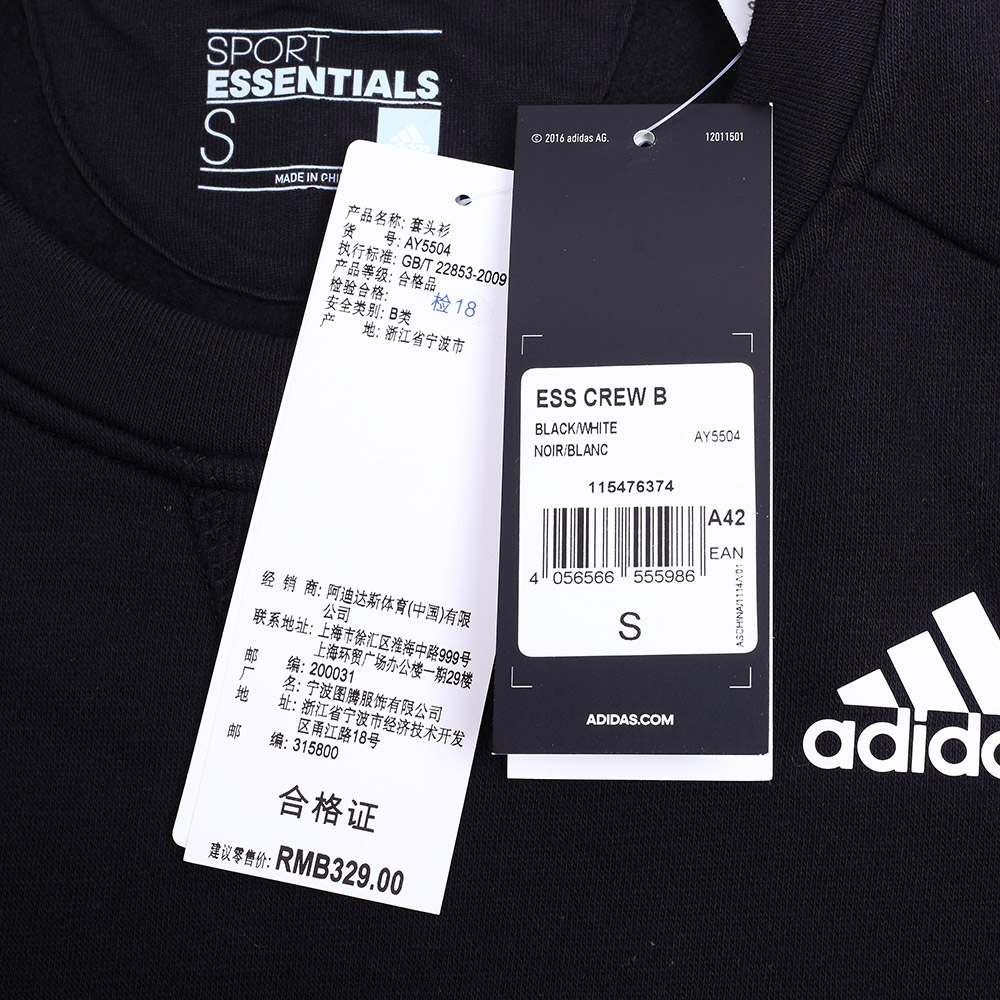 SPORT
ESSENTIALS
S
adidas
MADE IN CHI
产品名称: 套头衫
货 号: AY5504
执行标准: GB/T 22853-2009
产品等级: 合格品
检验合格: 检18
安全类别: B类
产 地: 浙江省宁波市
经 销 商: 阿迪达斯体育(中国)有限
公司
联系地址: 上海市徐汇区淮海中路999号
上海环贸广场办公楼一期29楼
邮 编: 200031
厂 名: 宁波图腾服饰有限公司
地 址: 浙江省宁波市经济技术开发
区甬江路18号
邮 编: 315800
合格证
建议零售价: RMB329.00
© 2016 adidas AG. 12011501
ESS CREW B
BLACK/WHITE
NOIR/BLANC
AY5504
115476374
A42
EAN
4 056566 555986
ASCHINA/1114A/01
S
ADIDAS.COM
adida